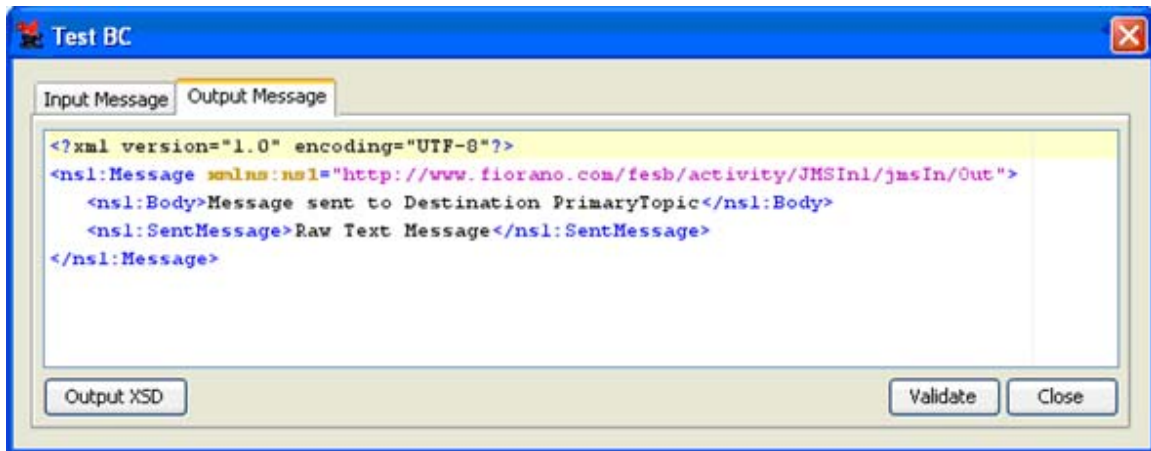 Test BC
Input Message
Output Message
<?xml version="1.0" encoding="UTF-8"?>
<ns1:Message xmlns:ns1="http://www.fiorano.com/fesb/activity/JMSIn1/jmsIn/Out">
<ns1:Body>Message sent to Destination PrimaryTopic</ns1:Body>
<ns1:SentMessage>Raw Text Message</ns1:SentMessage>
</ns1:Message>
Output XSD
Validate
Close